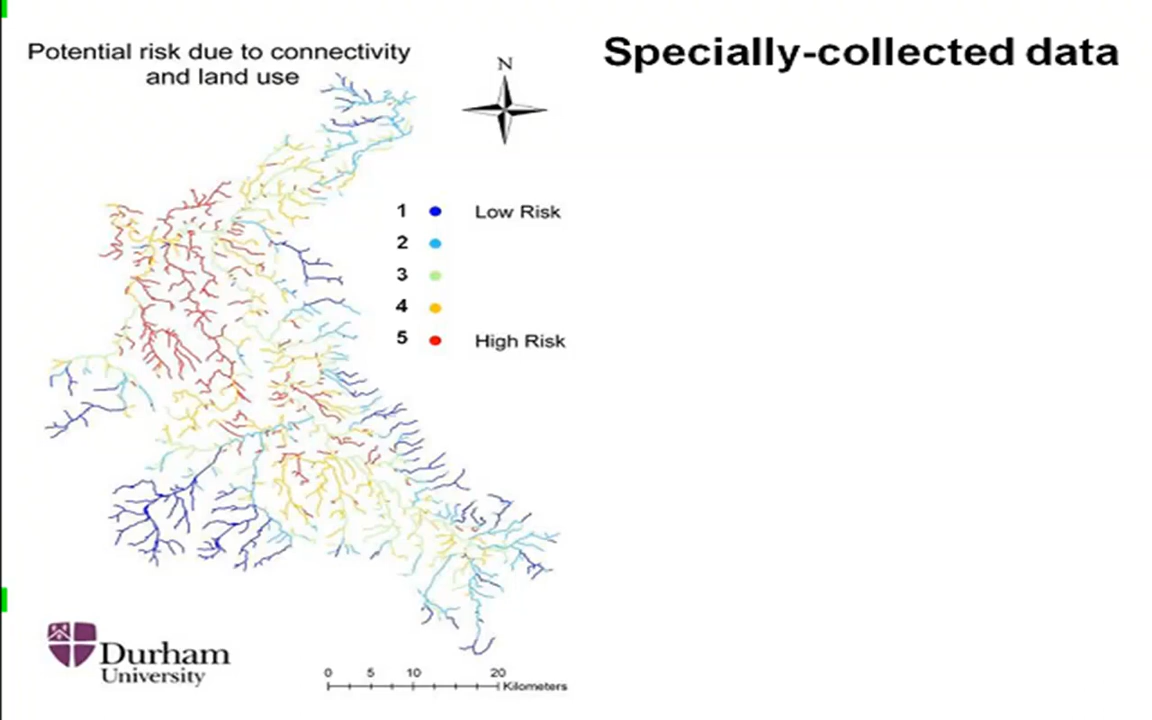 Potential risk due to connectivity
and land use
N
Specially-collected data
1 Low Risk
2
3
4
5 High Risk
Durham
University
0 5 10 20
Kilometers